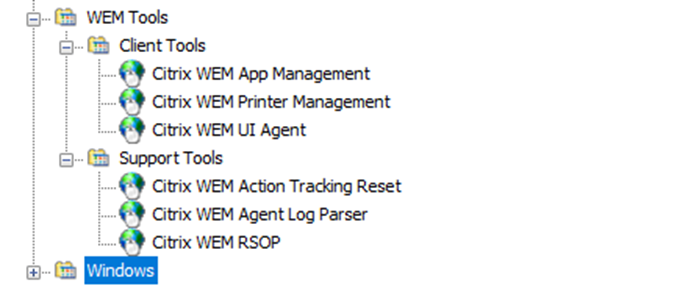 WEM Tools
Client Tools
Citrix WEM App Management
Citrix WEM Printer Management
Citrix WEM UI Agent
Support Tools
Citrix WEM Action Tracking Reset
Citrix WEM Agent Log Parser
Citrix WEM RSOP
Windows